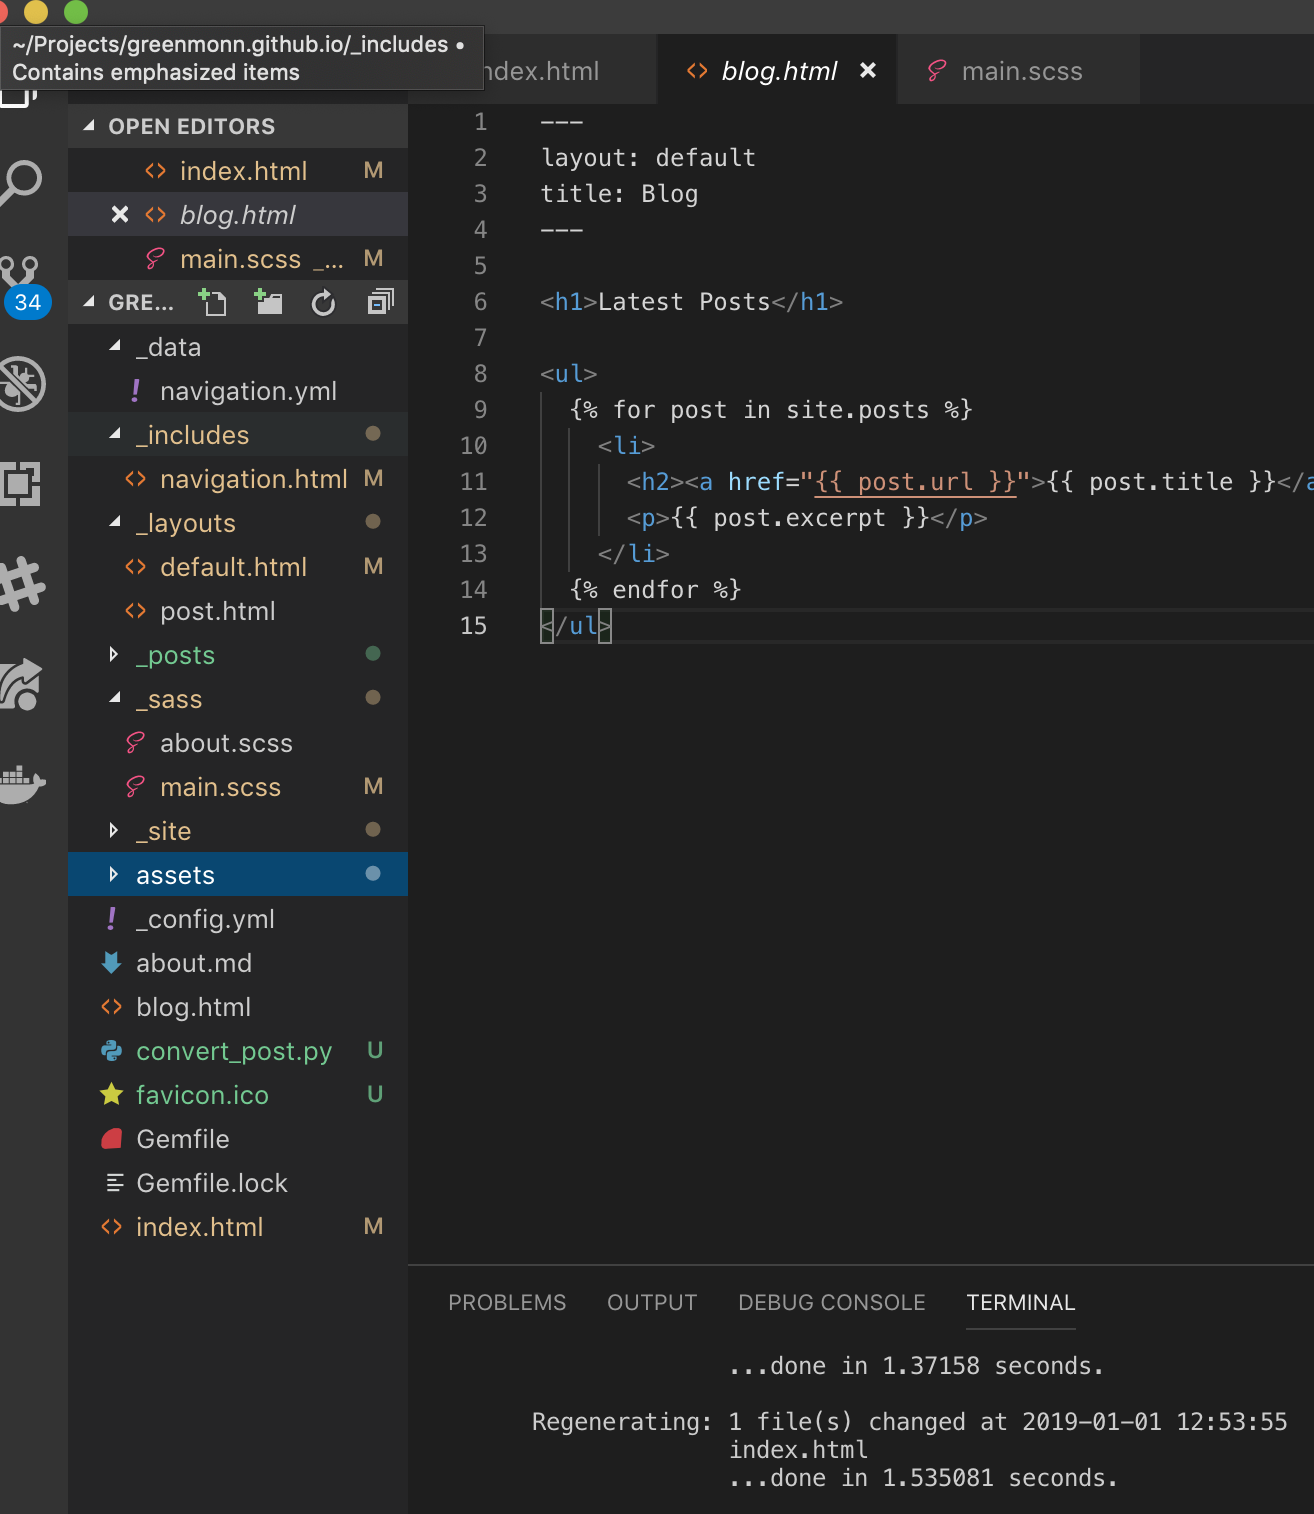 ~/Projects/greenmonn.github.io/_includes •
Contains emphasized items
ndex.html
blog.html
main.scss
OPEN EDITORS
index.html M
blog.html
main.scss _... M
34
GRE...
_data
navigation.yml
_includes
navigation.html M
_layouts
default.html M
post.html
_posts
_sass
about.scss
main.scss M
_site
assets
_config.yml
about.md
blog.html
convert_post.py U
favicon.ico U
Gemfile
Gemfile.lock
index.html M
1 ---
2 layout: default
3 title: Blog
4 ---
5
6 <h1>Latest Posts</h1>
7
8 <ul>
9 {% for post in site.posts %}
10 <li>
11 <h2><a href="{{ post.url }}">{{ post.title }}</a
12 <p>{{ post.excerpt }}</p>
13 </li>
14 {% endfor %}
15 </ul>
PROBLEMS OUTPUT DEBUG CONSOLE TERMINAL
...done in 1.37158 seconds.
Regenerating: 1 file(s) changed at 2019-01-01 12:53:55
index.html
...done in 1.535081 seconds.